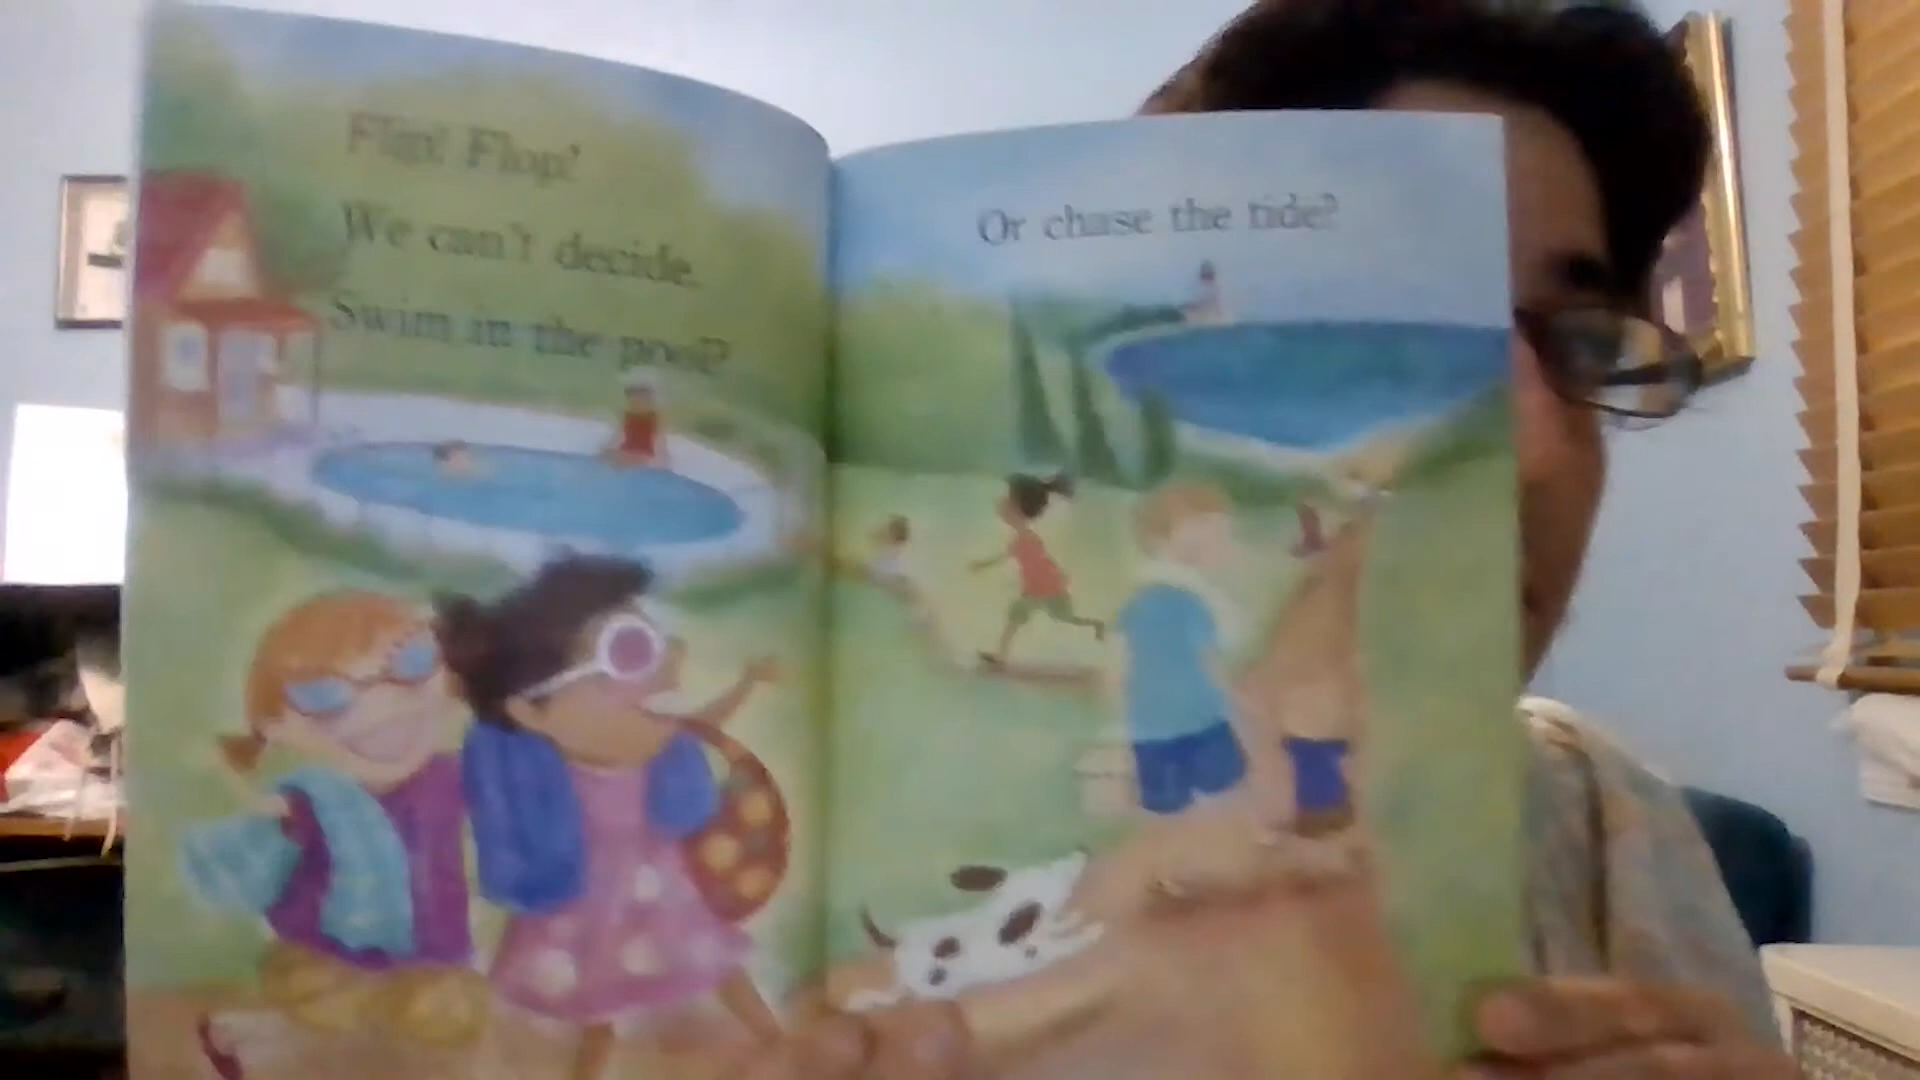 Flip! Flop!
We can't decide.
Swim in the pool?
Or chase the tide?